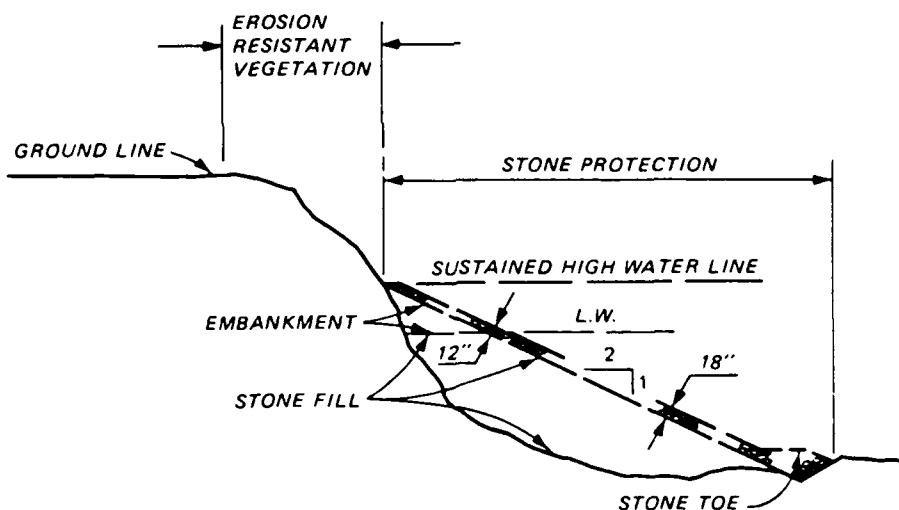 EROSION
RESISTANT
VEGETATION
GROUND LINE
STONE PROTECTION
SUSTAINED HIGH WATER LINE
EMBANKMENT
L.W.
12"
2
1
18"
STONE FILL
STONE TOE